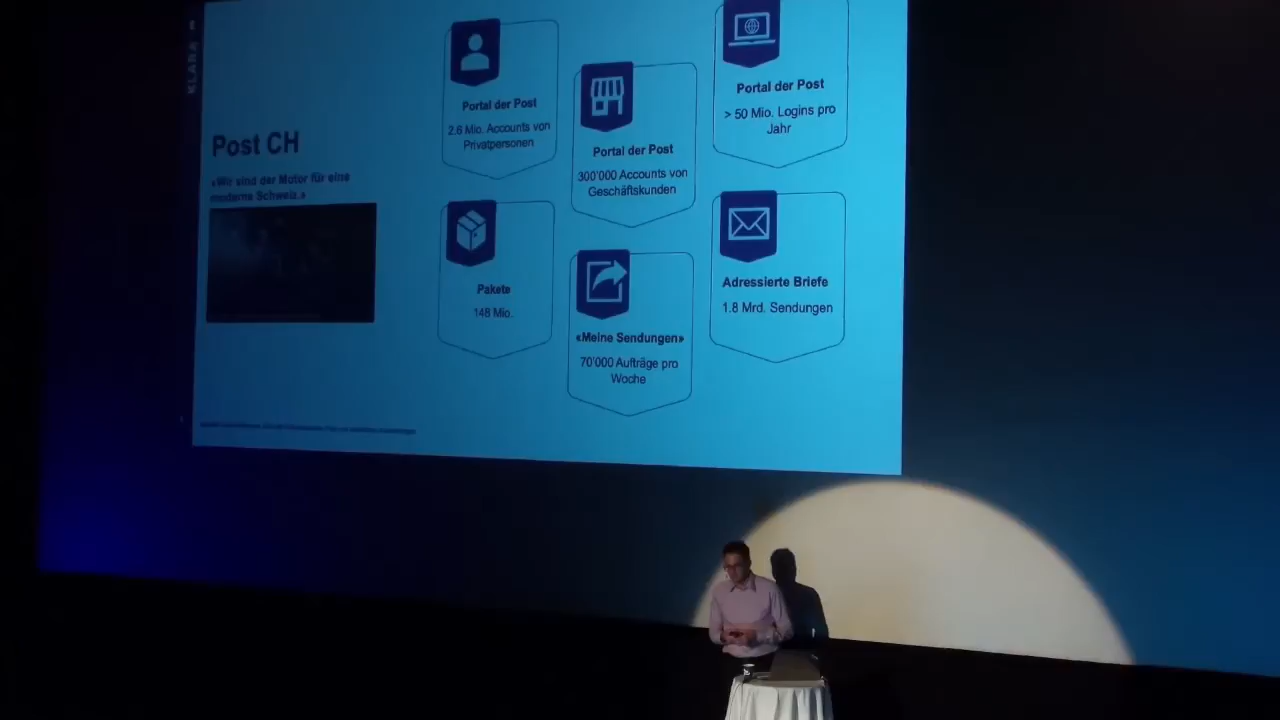 KLARA
Post CH
«Wir sind der Motor für eine
moderne Schweiz.»
Portal der Post
2.6 Mio. Accounts von
Privatpersonen
Portal der Post
300'000 Accounts von
Geschäftskunden
Portal der Post
> 50 Mio. Logins pro
Jahr
Pakete
148 Mio.
«Meine Sendungen»
70'000 Aufträge pro
Woche
Adressierte Briefe
1.8 Mrd. Sendungen